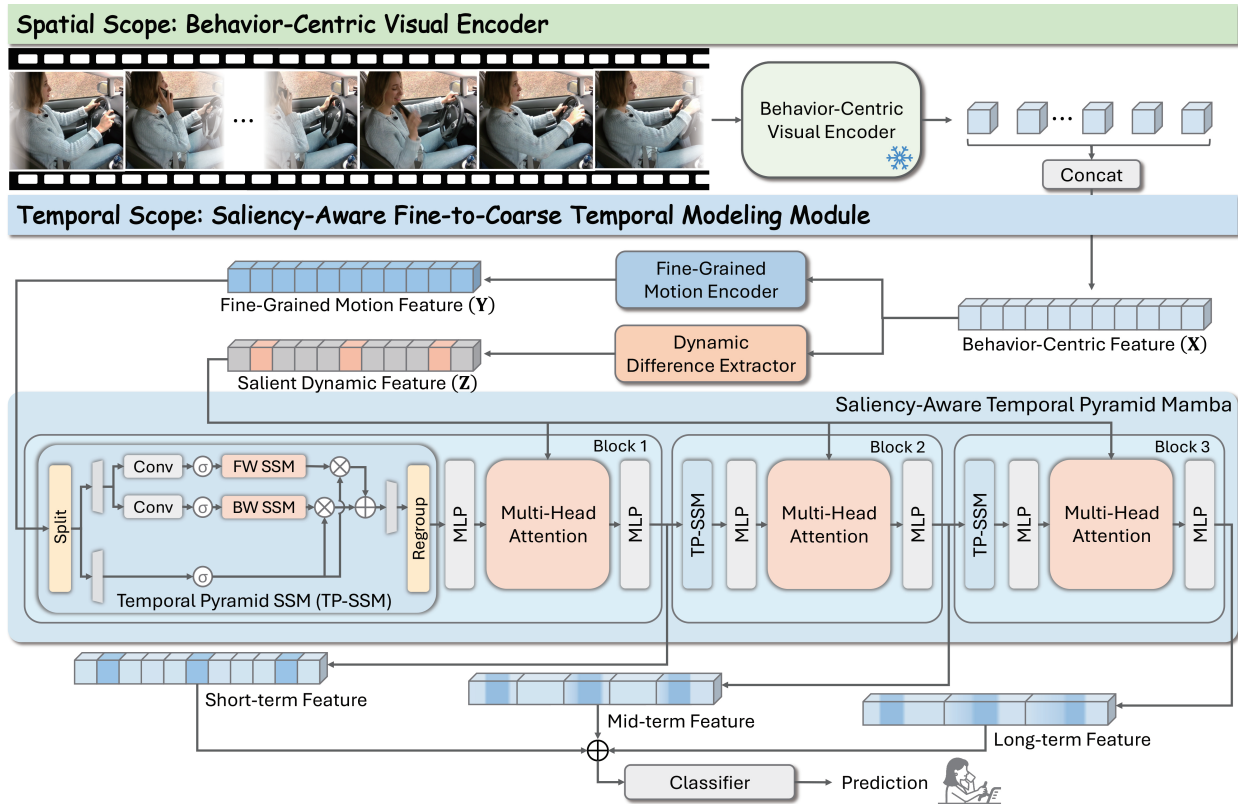 Spatial Scope: Behavior-Centric Visual Encoder
...
Behavior-Centric
Visual Encoder
...
Concat
Temporal Scope: Saliency-Aware Fine-to-Coarse Temporal Modeling Module
Fine-Grained
Motion Encoder
Fine-Grained Motion Feature (Y)
Dynamic
Difference Extractor
Behavior-Centric Feature (X)
Salient Dynamic Feature (Z)
Saliency-Aware Temporal Pyramid Mamba
Block 1
Block 2
Block 3
Split
Conv
σ
FW SSM
Conv
σ
BW SSM
σ
Regroup
Temporal Pyramid SSM (TP-SSM)
MLP
Multi-Head
Attention
MLP
TP-SSM
MLP
Multi-Head
Attention
MLP
TP-SSM
MLP
Multi-Head
Attention
MLP
Short-term Feature
Mid-term Feature
Long-term Feature
Classifier
Prediction